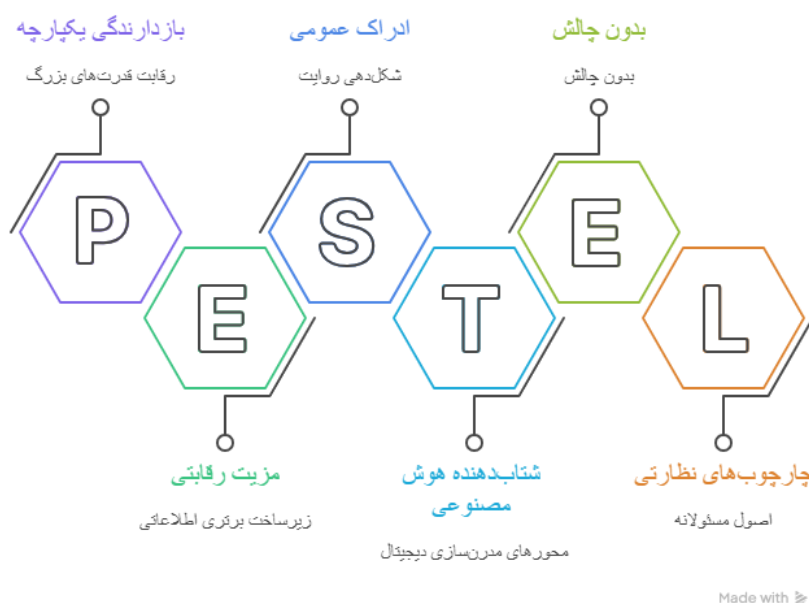 بازدارندگی یکپارچه
رقابت قدرت‌های بزرگ
ادراک عمومی
شکل‌دهی روایت
بدون چالش
بدون چالش
P
E
S
T
E
L
مزیت رقابتی
زیرساخت برتری اطلاعاتی
شتاب‌دهنده هوش
مصنوعی
محورهای مدرن‌سازی دیجیتال
چارچوب‌های نظارتی
اصول مسئولانه
Made with